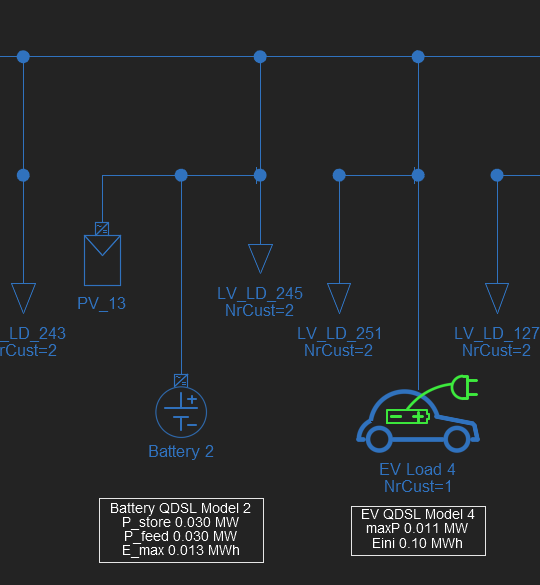 LV_LD_245
NrCust=2
PV_13
_LD_243
rCust=2
LV_LD_251
NrCust=2
LV_LD_127
NrCust=2
Battery 2
EV Load 4
NrCust=1
Battery QDSL Model 2
P_store 0.030 MW
P_feed 0.030 MW
E_max 0.013 MWh
EV QDSL Model 4
maxP 0.011 MW
Eini 0.10 MWh